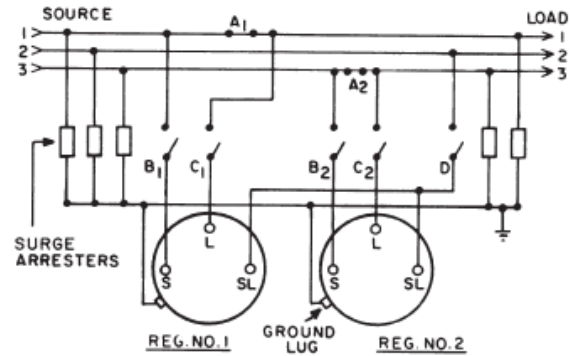 SOURCE A1 LOAD
1 1
2 2
3 3
A2
B1 C1 B2 C2 D
SURGE
ARRESTERS
L L
S SL S SL
GROUND
LUG
REG. NO. 1 REG. NO. 2